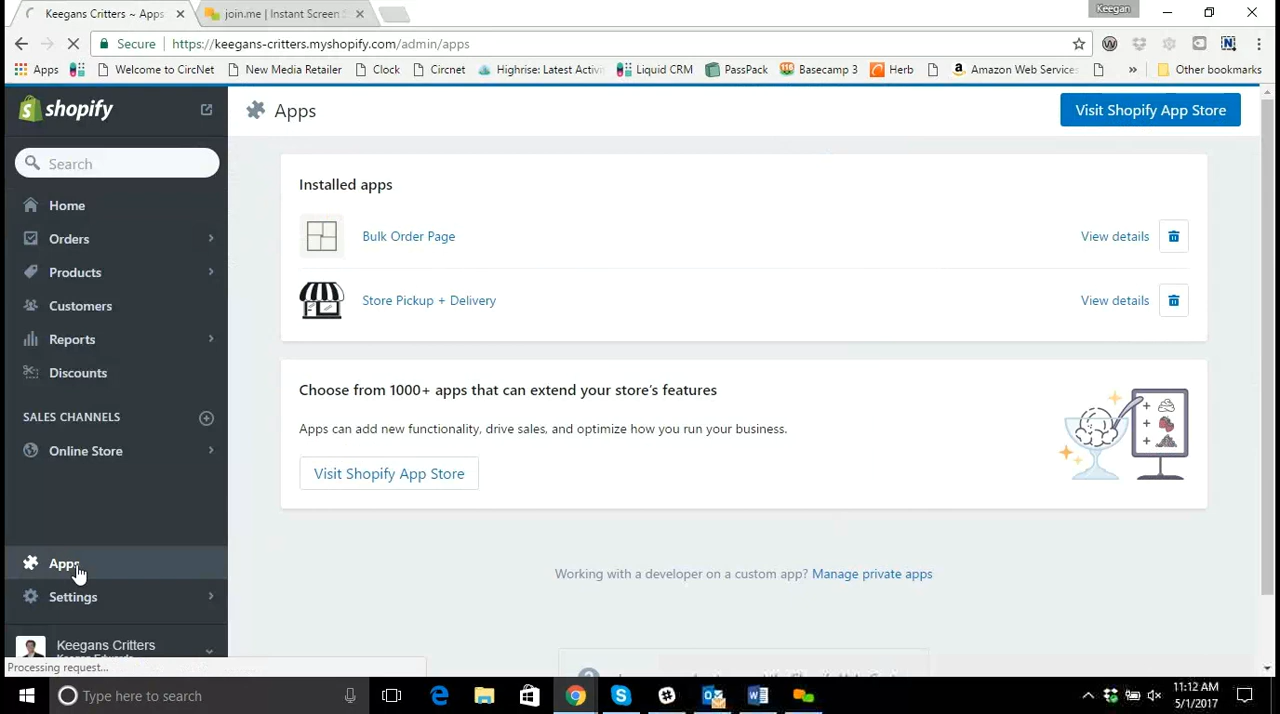 Keegans Critters ~ Apps
join.me | Instant Screen S
Keegan
Secure
https://keegans-critters.myshopify.com/admin/apps
Apps
Welcome to CircNet
New Media Retailer
Clock
Circnet
Highrise: Latest Activi
Liquid CRM
PassPack
Basecamp 3
Herb
Amazon Web Services
Other bookmarks
shopify
Search
Home
Orders
Products
Customers
Reports
Discounts
SALES CHANNELS
Online Store
Apps
Settings
Keegans Critters
Keegan Edwards
Processing request...
Apps
Visit Shopify App Store
Installed apps
Bulk Order Page
View details
Store Pickup + Delivery
View details
Choose from 1000+ apps that can extend your store's features
Apps can add new functionality, drive sales, and optimize how you run your business.
Visit Shopify App Store
Working with a developer on a custom app? Manage private apps
Type here to search
11:12 AM
5/1/2017